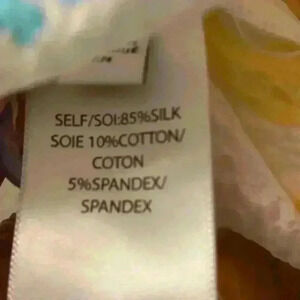 SELF/SOI:85%SILK
SOIE 10%COTTON/
COTON
5%SPANDEX/
SPANDEX